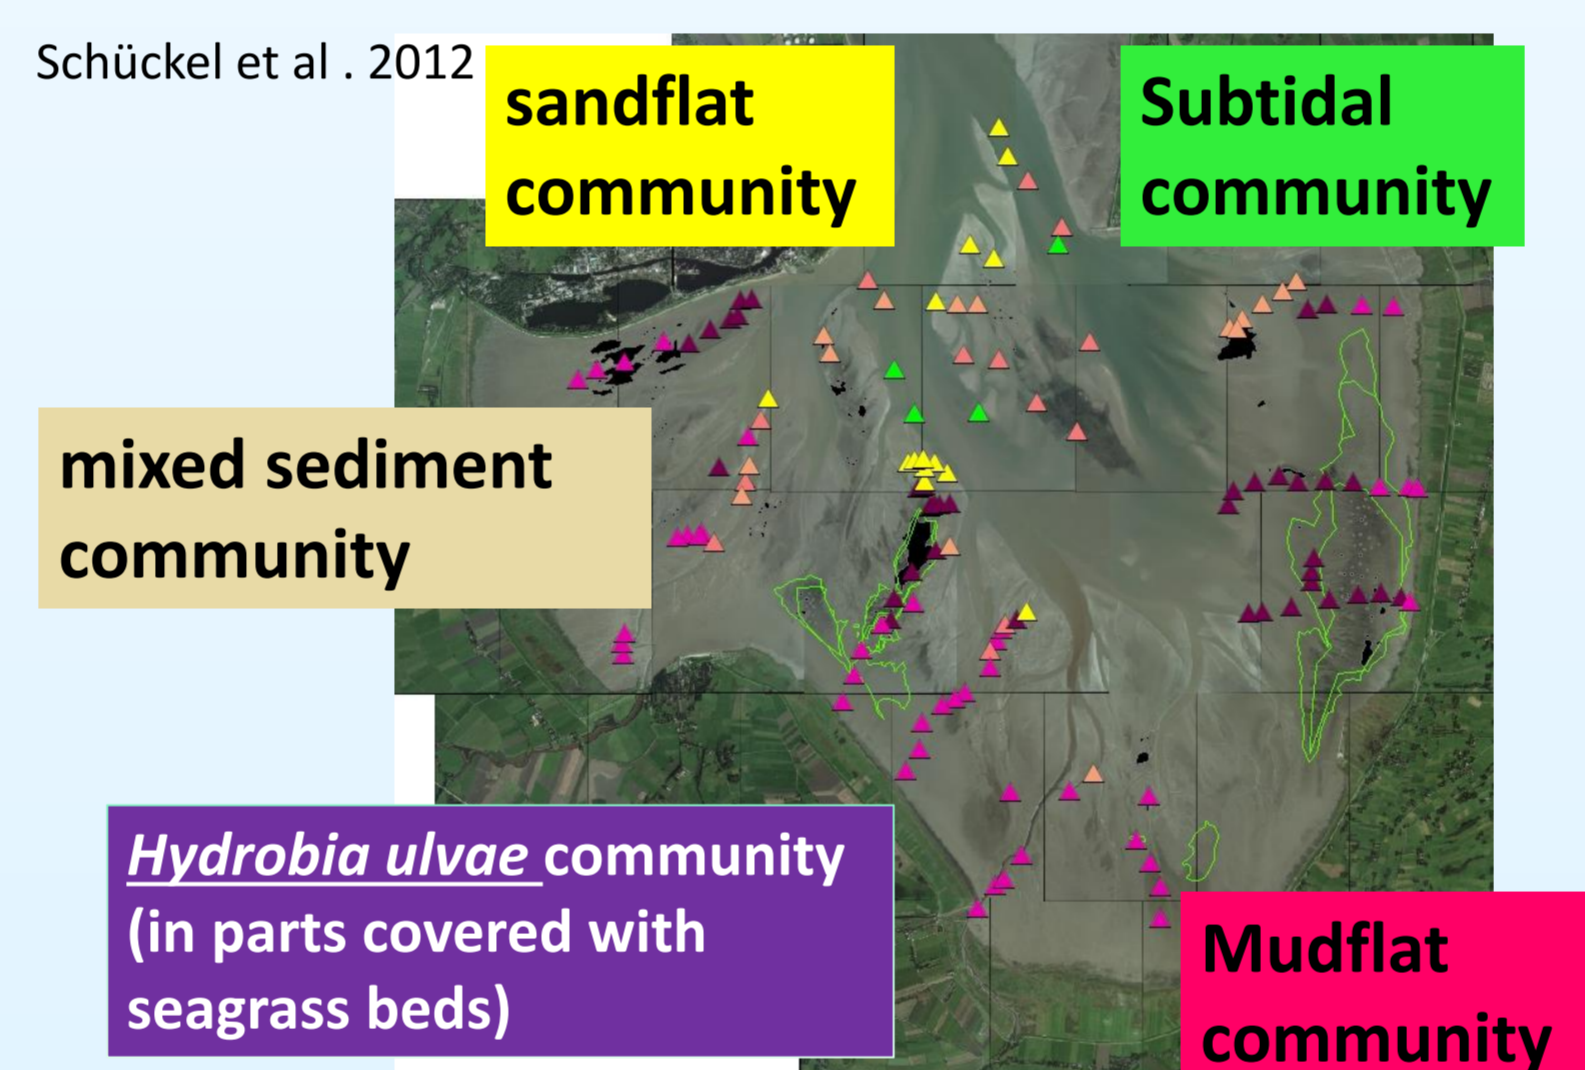 Schückel et al . 2012
sandflat
community
Subtidal
community
mixed sediment
community
Hydrobia ulvae community
(in parts covered with
seagrass beds)
Mudflat
community